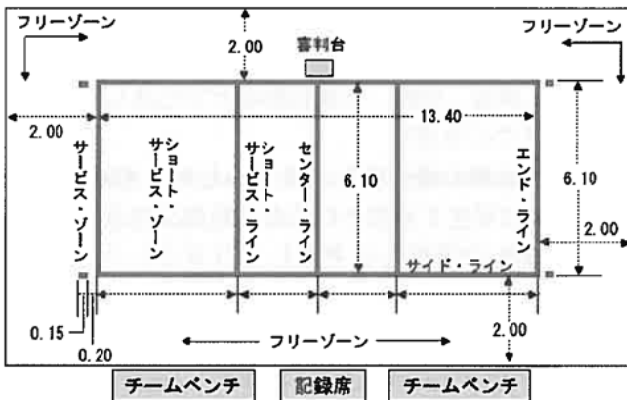 フリーゾーン
フリーゾーン
2.00
審判台
2.00
13.40
サービス・ゾーン
ショート・
サービス・ゾーン
ショート・
サービス・ライン
センター・ライン
6.10
エンド・ライン
6.10
2.00
サイド・ライン
0.15
0.20
フリーゾーン
2.00
チームベンチ
記録席
チームベンチ